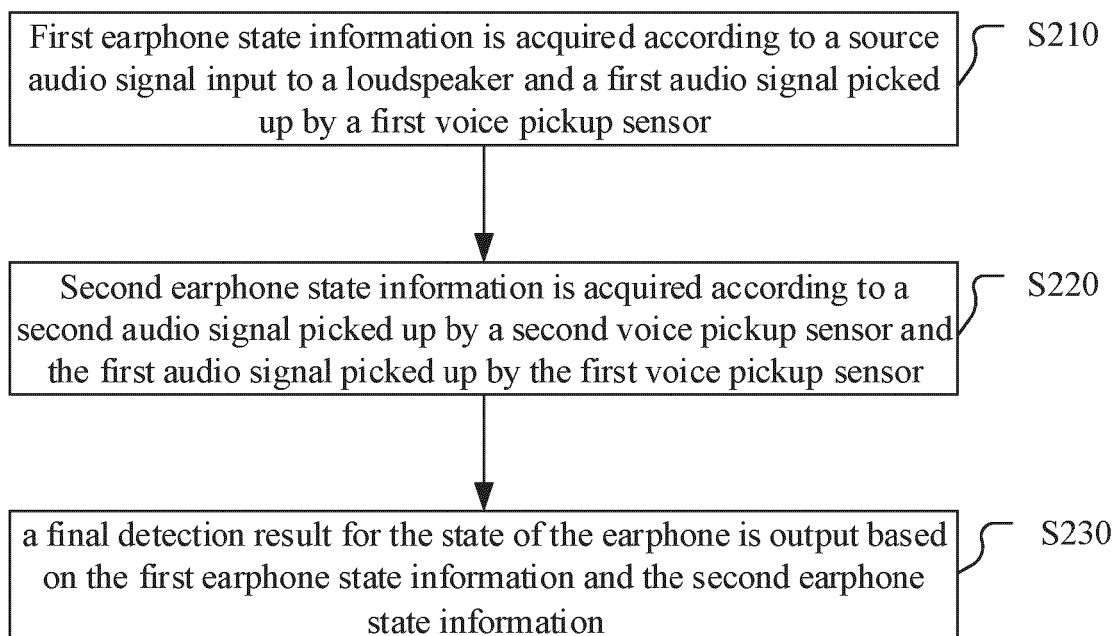 First earphone state information is acquired according to a source
audio signal input to a loudspeaker and a first audio signal picked
up by a first voice pickup sensor
S210
Second earphone state information is acquired according to a
second audio signal picked up by a second voice pickup sensor and
the first audio signal picked up by the first voice pickup sensor
S220
a final detection result for the state of the earphone is output based
on the first earphone state information and the second earphone
state information
S230